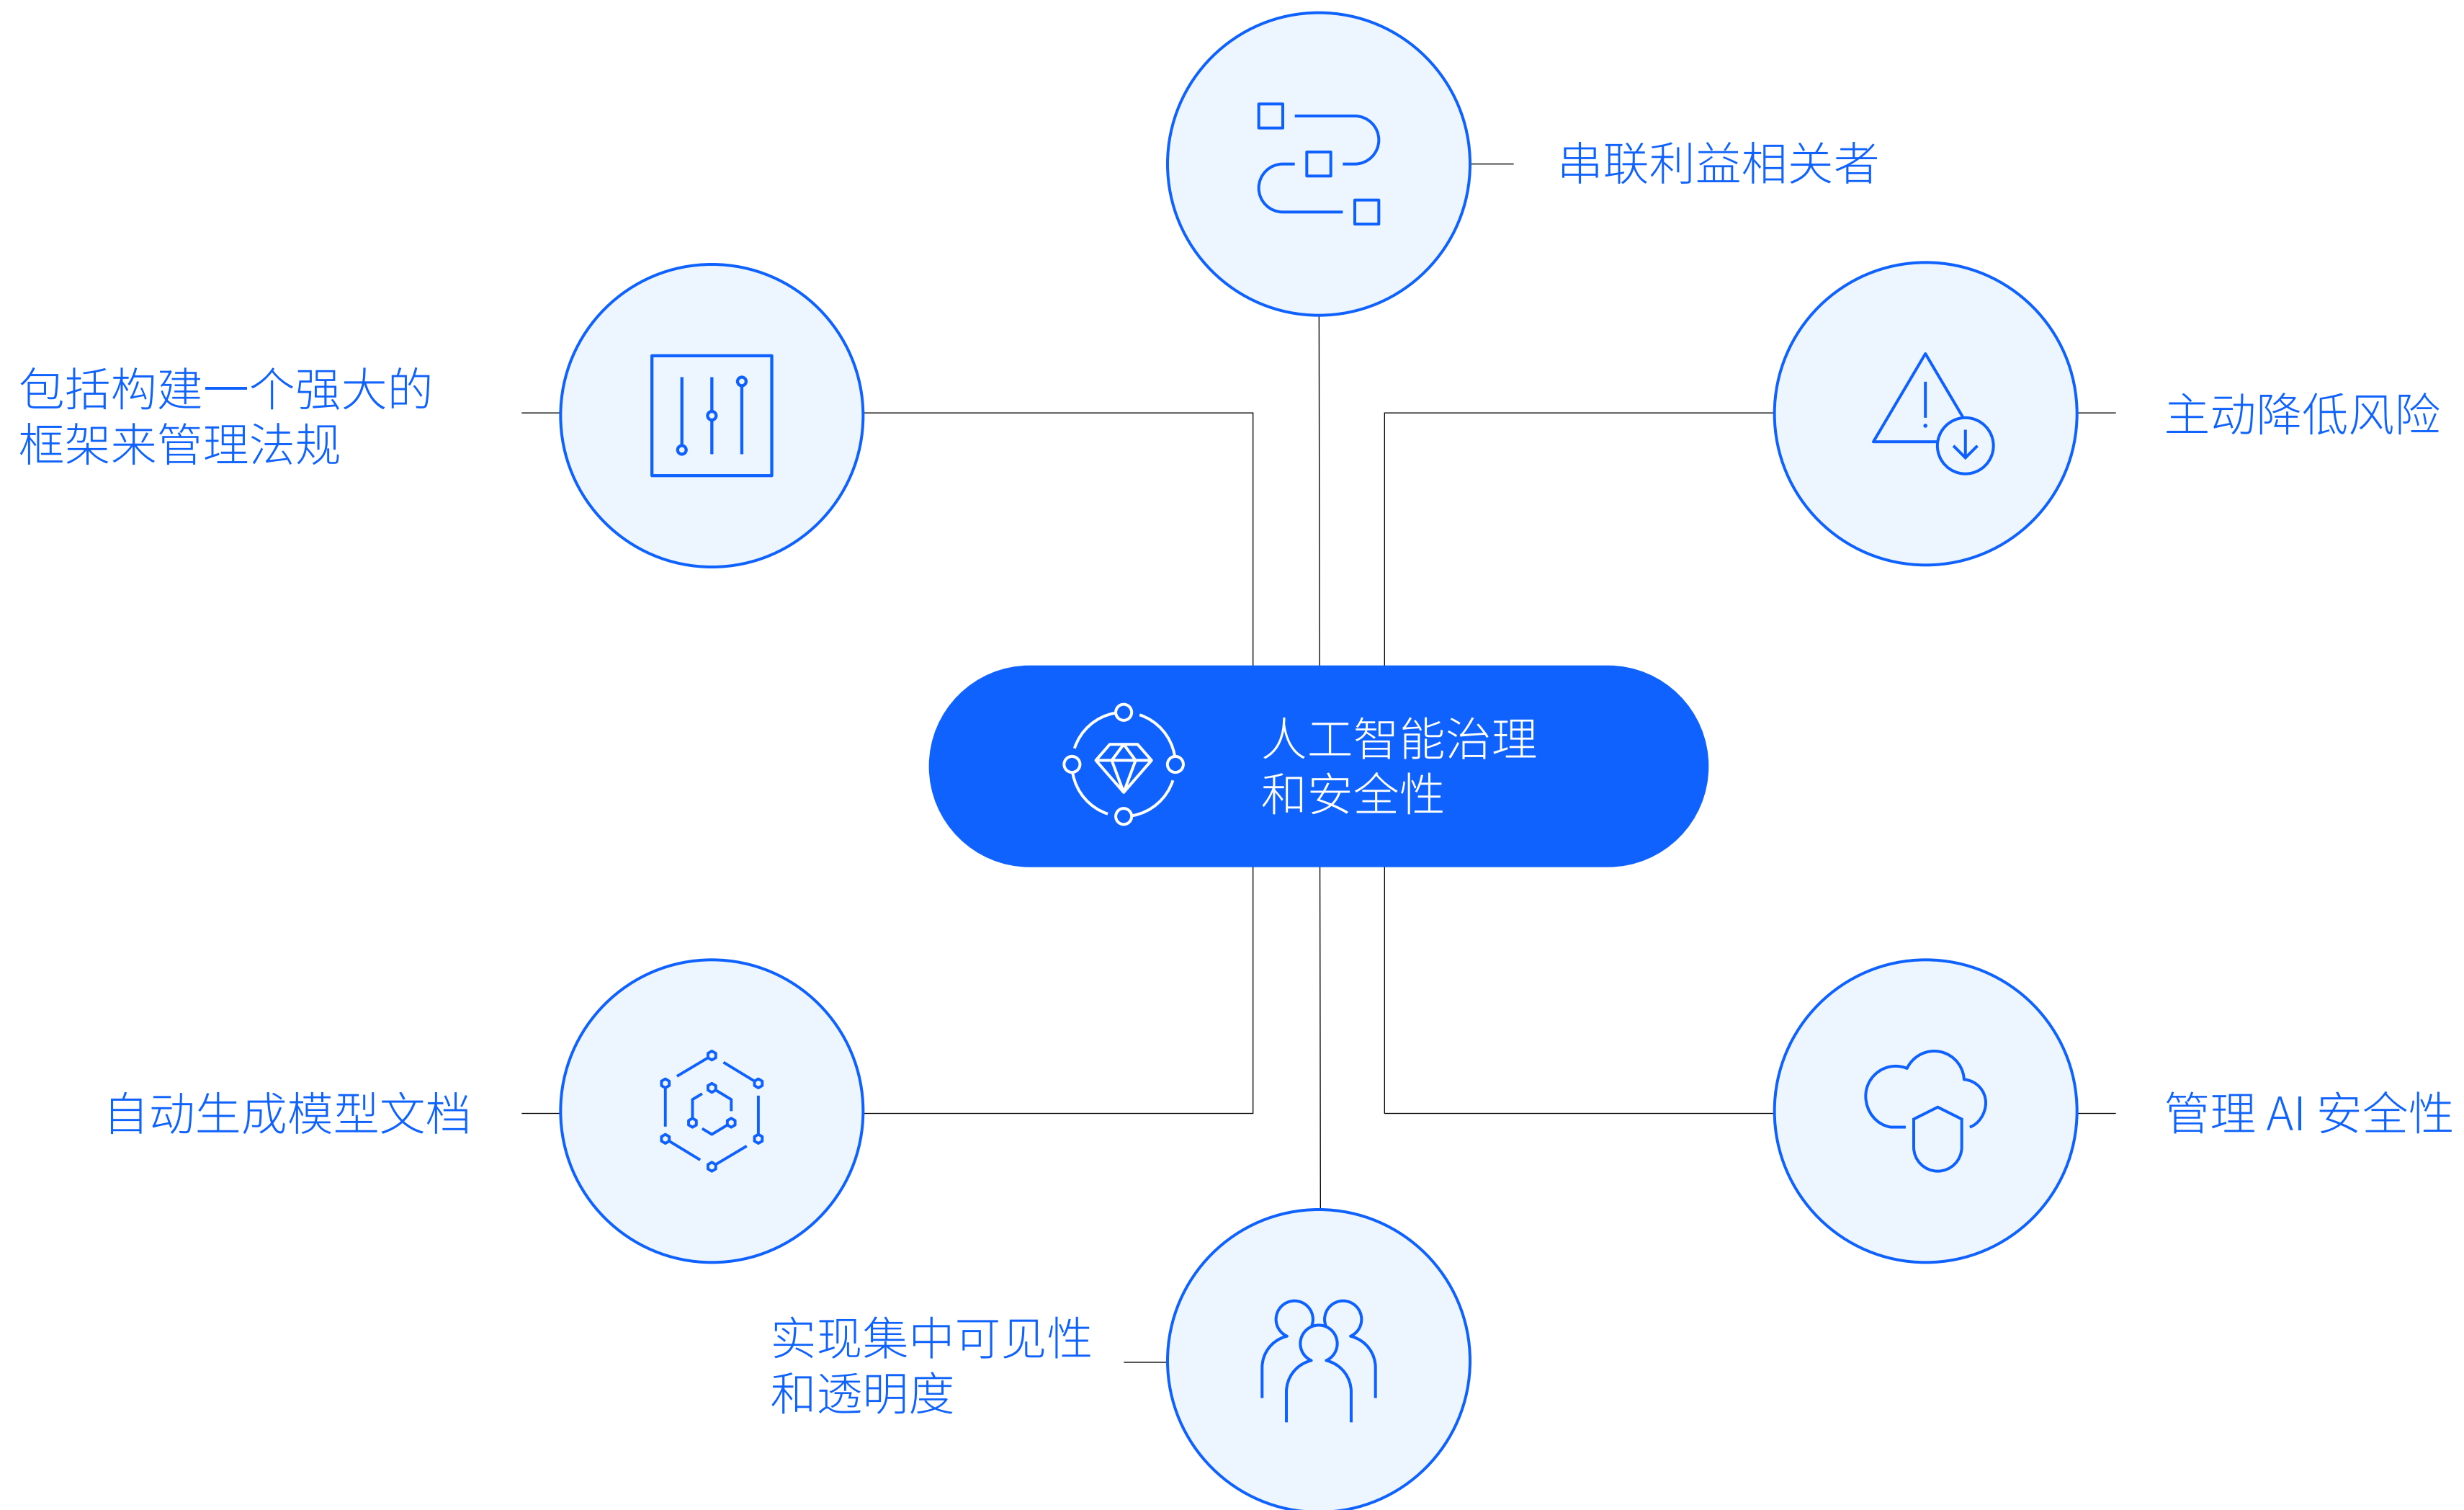 串联利益相关者
包括构建一个强大的
框架来管理法规
主动降低风险
人工智能治理
和安全性
自动生成模型文档
管理 AI 安全性
实现集中可见性
和透明度